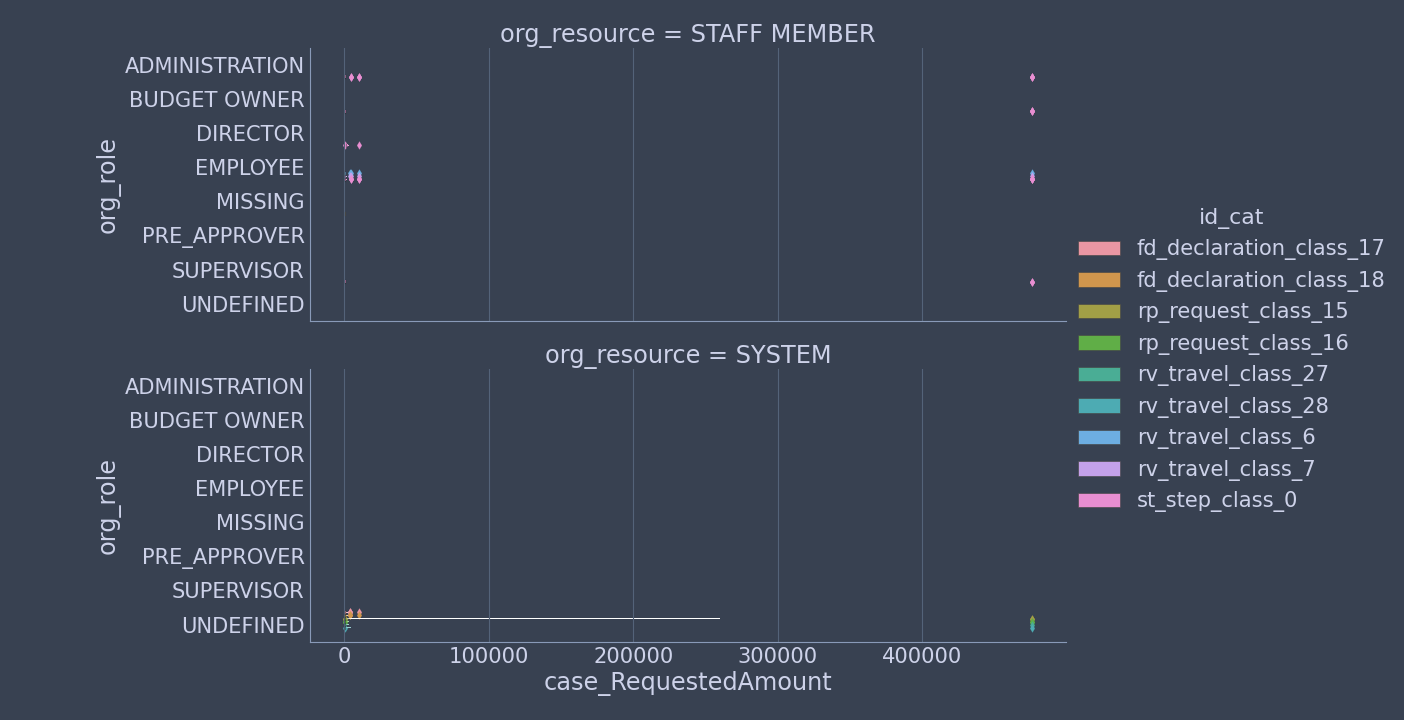 org_resource = STAFF MEMBER
ADMINISTRATION
BUDGET OWNER
DIRECTOR
EMPLOYEE
MISSING
PRE_APPROVER
SUPERVISOR
UNDEFINED
org_role
org_resource = SYSTEM
ADMINISTRATION
BUDGET OWNER
DIRECTOR
EMPLOYEE
MISSING
PRE_APPROVER
SUPERVISOR
UNDEFINED
org_role
0 100000 200000 300000 400000
case_RequestedAmount
id_cat
fd_declaration_class_17
fd_declaration_class_18
rp_request_class_15
rp_request_class_16
rv_travel_class_27
rv_travel_class_28
rv_travel_class_6
rv_travel_class_7
st_step_class_0